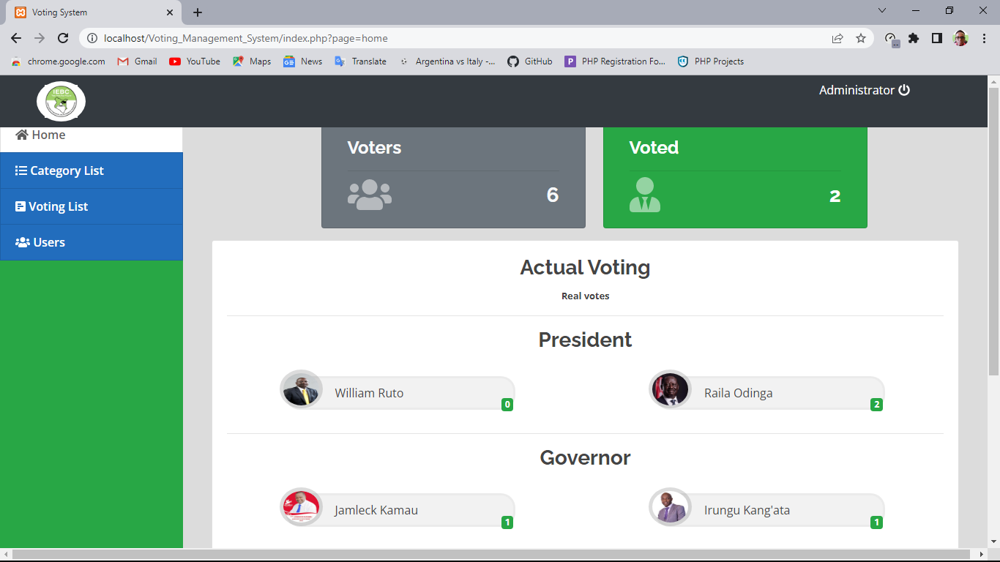 Voting System
localhost/Voting_Management_System/index.php?page=home
chrome.google.com Gmail YouTube Maps News Translate Argentina vs Italy -... GitHub PHP Registration Fo... PHP Projects
IEBC
Administrator
Home
Category List
Voting List
Users
Voters
6
Voted
2
Actual Voting
Real votes
President
William Ruto
0
Raila Odinga
2
Governor
Jamleck Kamau
1
Irungu Kang'ata
1